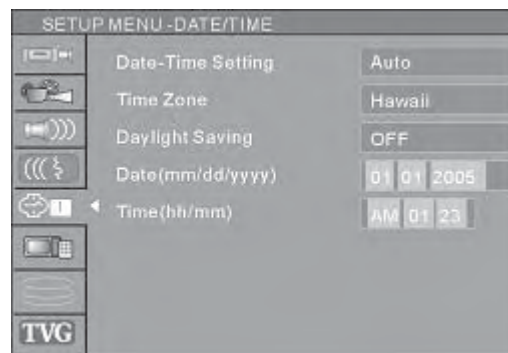 SETUP MENU -DATE/TIME
Date-Time Setting Auto
Time Zone Hawaii
Daylight Saving OFF
Date(mm/dd/yyyy) 01 01 2005
Time(hh/mm) AM 01 23
TVG